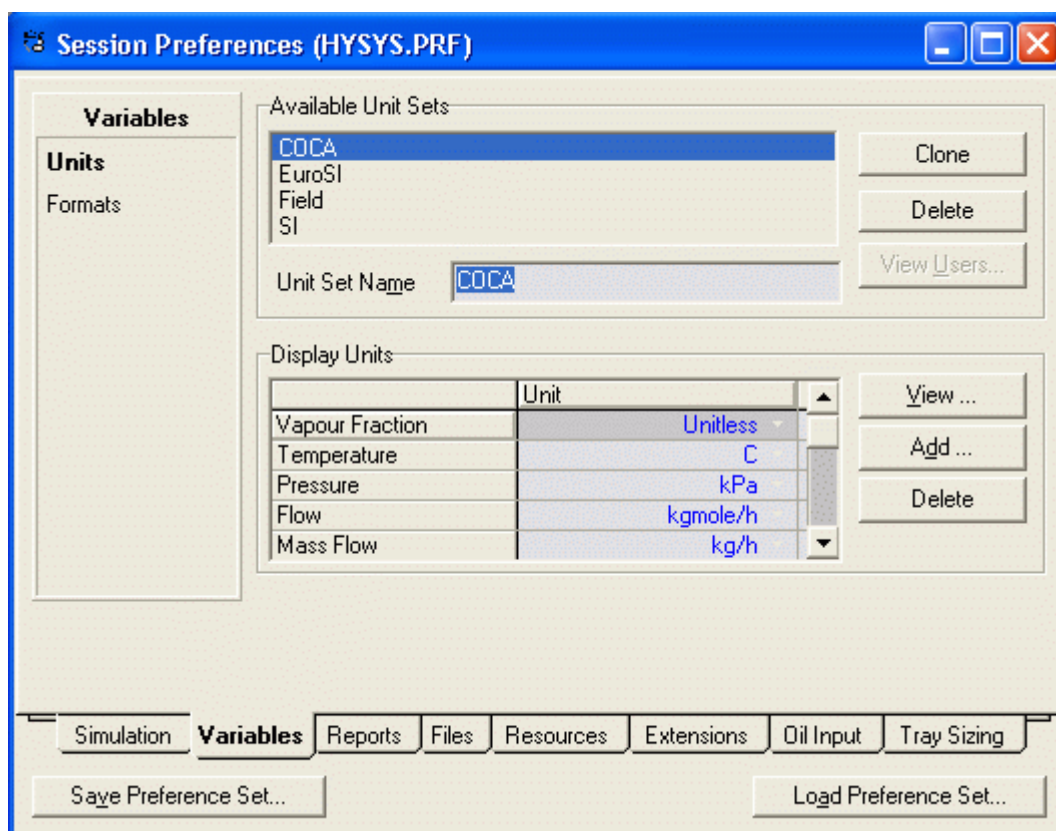 Session Preferences (HYSYS.PRF)
Variables
Units
Formats
Available Unit Sets
COCA
EuroSI
Field
SI
Unit Set Name COCA
Clone
Delete
View Users...
Display Units
Unit
Vapour Fraction Unitless
Temperature C
Pressure kPa
Flow kgmole/h
Mass Flow kg/h
View ...
Add ...
Delete
Simulation Variables Reports Files Resources Extensions Oil Input Tray Sizing
Save Preference Set... Load Preference Set...